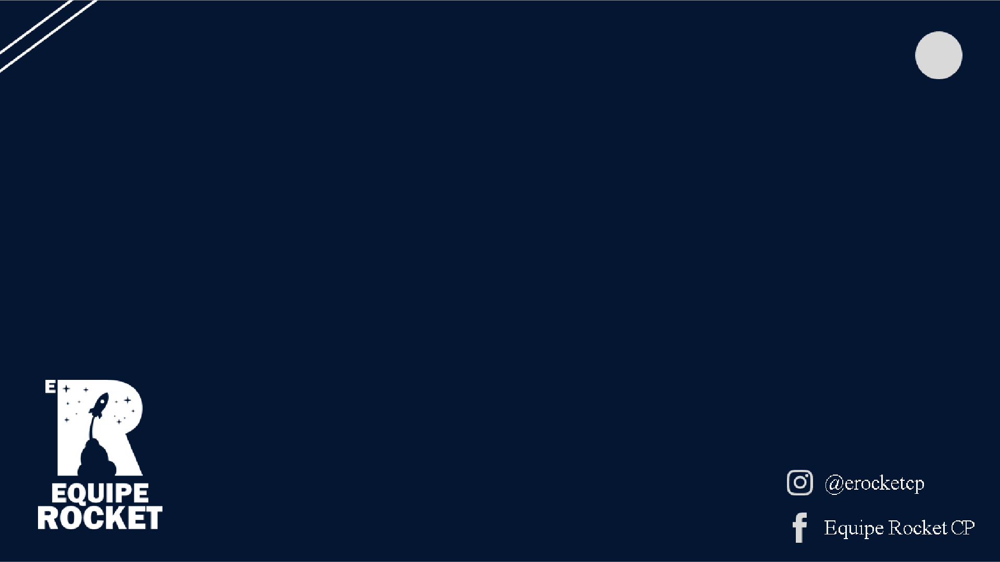 E
EQUIPE
ROCKET
@erocketcp
Equipe Rocket CP